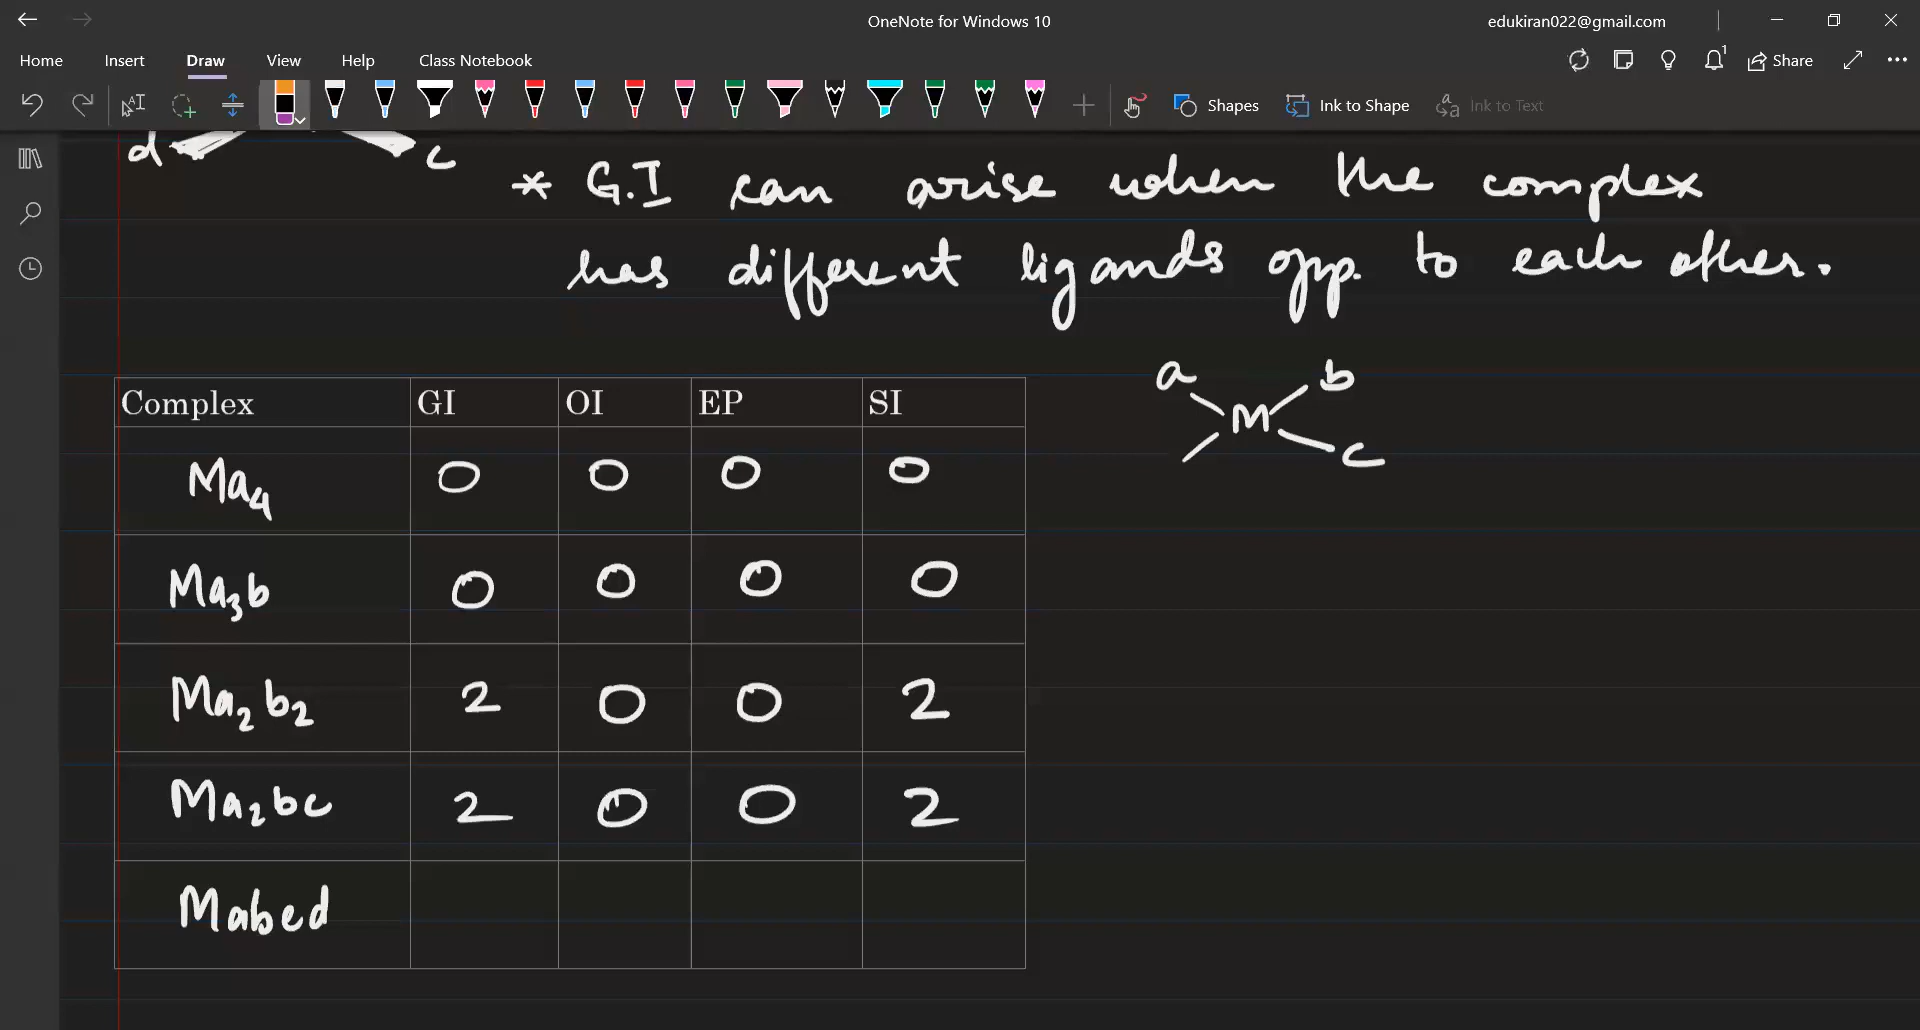 OneNote for Windows 10
edukiran022@gmail.com
Home Insert Draw View Help Class Notebook
1
Share
Shapes Ink to Shape Ink to Text
d c
* G.I can arise when the complex
has different ligands opp. to each other.
a b
M
c
Complex GI OI EP SI
Ma4 0 0 0 0
Ma3b 0 0 0 0
Ma2b2 2 0 0 2
Ma2bc 2 0 0 2
Mabcd